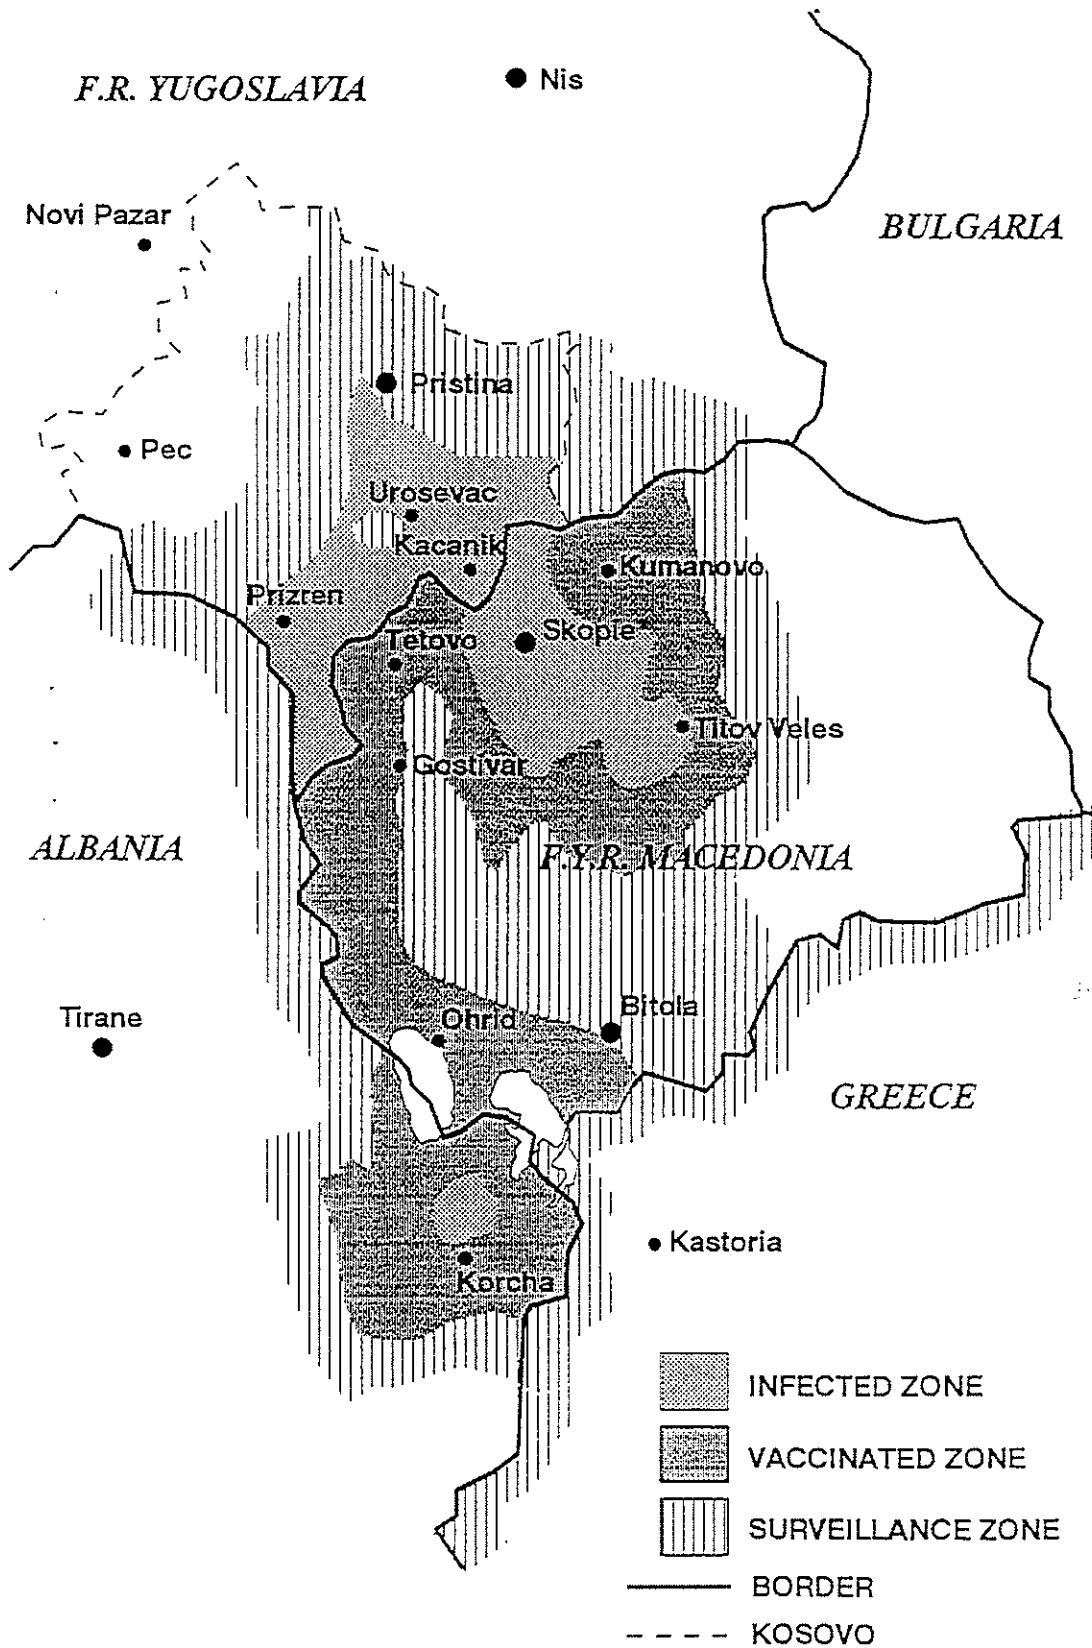 F.R. YUGOSLAVIA
Nis
Novi Pazar
BULGARIA
Pristina
Pec
Urosevac
Kacanik
Kumanovo
Prizren
Skopje
Tetovo
Titov Veles
Gostivar
ALBANIA
F.Y.R. MACEDONIA
Bitola
Tirane
Ohrid
GREECE
Kastoria
Korcha
INFECTED ZONE
VACCINATED ZONE
SURVEILLANCE ZONE
BORDER
KOSOVO